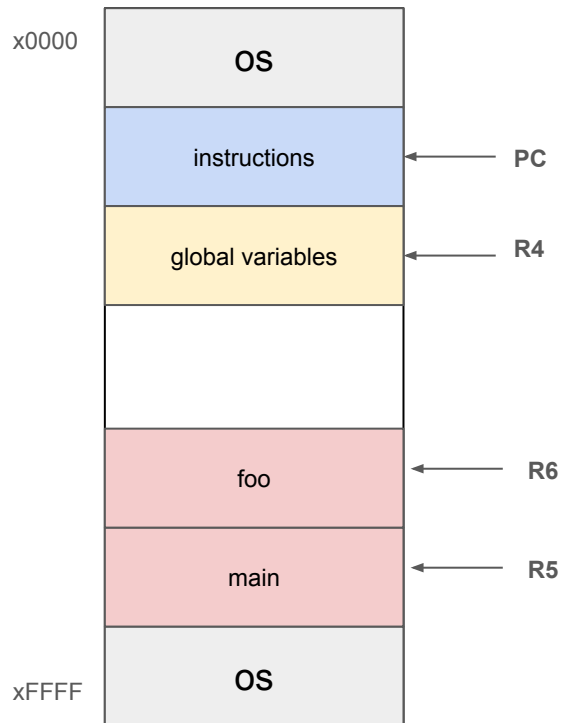 x0000
OS
instructions
PC
global variables
R4
foo
R6
main
R5
OS
xFFFF